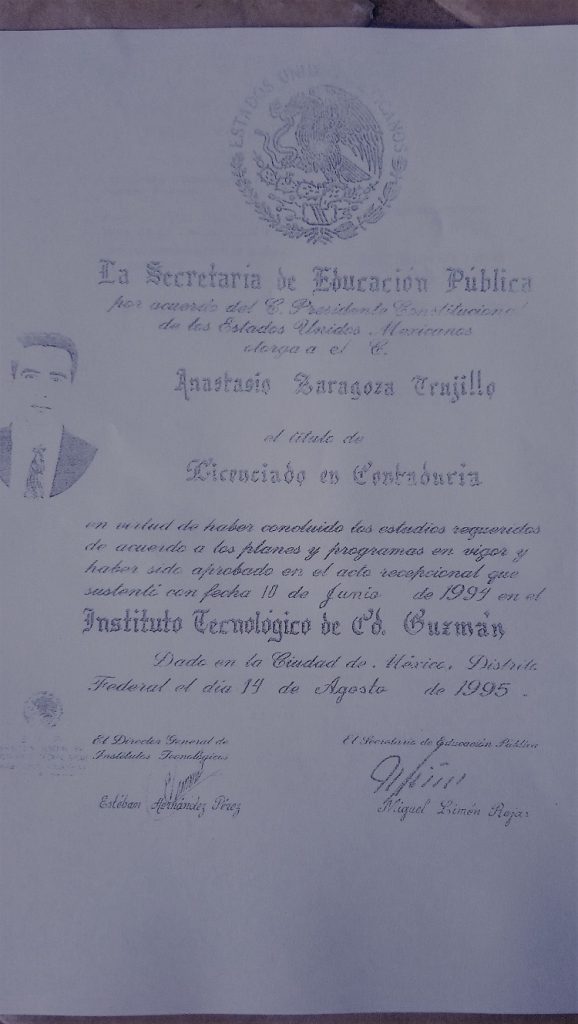 ESTADOS UNIDOS MEXICANOS
La Secretaría de Educación Pública
por acuerdo del C. Presidente Constitucional
de los Estados Unidos Mexicanos
otorga a el C.
Anastasio Zaragoza Trujillo
el título de
Licenciado en Contaduría
en virtud de haber concluido los estudios requeridos
de acuerdo a los planes y programas en vigor y
haber sido aprobado en el acto recepcional que
sustentó con fecha 10 de Junio de 1994 en el
Instituto Tecnológico de Cd. Guzmán
Dado en la Ciudad de México, Distrito
Federal el día 14 de Agosto de 1995.
El Director General de
Institutos Tecnológicos
Esteban Hernández Pérez
El Secretario de Educación Pública
Miguel Limón Rojas